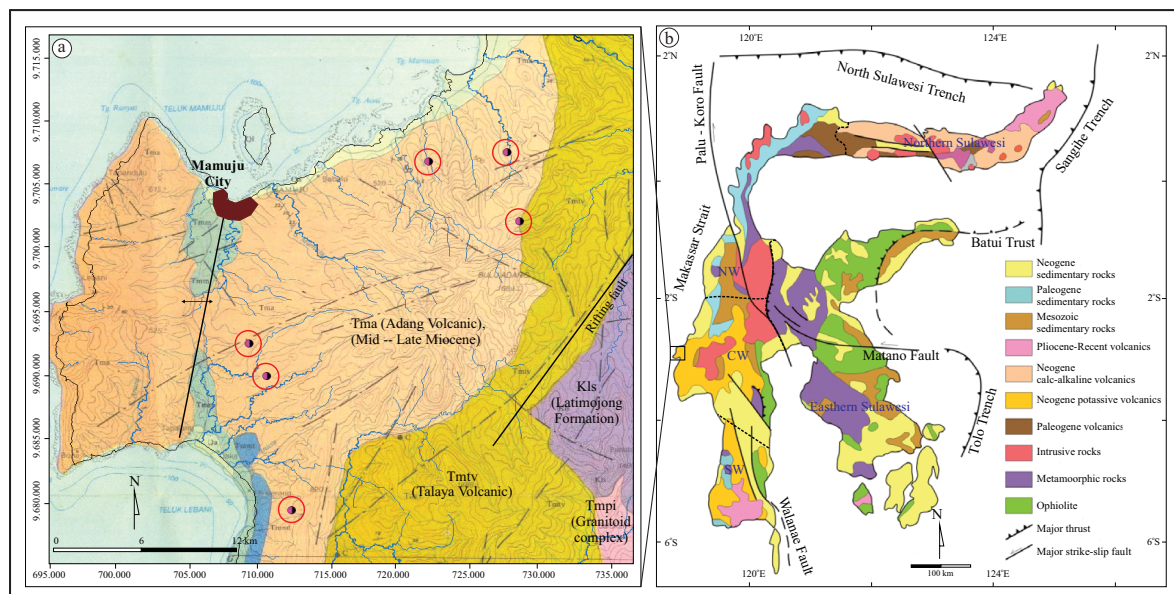 a
9.715.000
9.710.000
9.705.000
9.700.000
9.695.000
9.690.000
9.685.000
9.680.000
TELUK MAMUJU
Mamuju
City
Tma
Tmtv
Tma
Tma (Adang Volcanic),
(Mid -- Late Miocene)
Rifting fault
Kls
(Latimojong
Formation)
Tmtv
(Talaya Volcanic)
Tmpi
(Granitoid
complex)
TELUK LEBANI
N
0 6 12 km
695.000 700.000 705.000 710.000 715.000 720.000 725.000 730.000 735.000
b
120°E 124°E
2°N
2°S
6°S
North Sulawesi Trench
Palu - Koro Fault
Northern Sulawesi
Sangihe Trench
Makassar Strait
Batui Trust
NW
CW
Matano Fault
Eastern Sulawesi
Tolo Trench
SW
Walanae Fault
Neogene
sedimentary rocks
Paleogene
sedimentary rocks
Mesozoic
sedimentary rocks
Pliocene-Recent volcanics
Neogene
calc-alkaline volcanics
Neogene potassive volcanics
Paleogene volcanics
Intrusive rocks
Metamoorphic rocks
Ophiolite
Major thrust
Major strike-slip fault
N
100 km
120°E 124°E